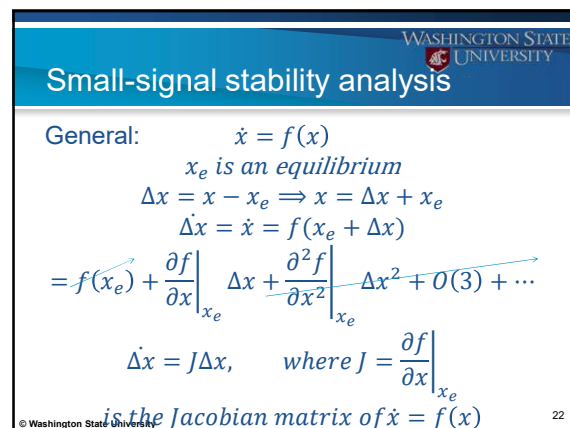 WASHINGTON STATE
UNIVERSITY
Small-signal stability analysis
General: ẋ = f(x)
x_e is an equilibrium
Δx = x − x_e ⟹ x = Δx + x_e
Δẋ = ẋ = f(x_e + Δx)
= f(x_e) + ∂f/∂x|_{x_e} Δx + ∂²f/∂x²|_{x_e} Δx² + O(3) + ⋯
Δẋ = JΔx, where J = ∂f/∂x|_{x_e}
is the Jacobian matrix of ẋ = f(x)
© Washington State University
22